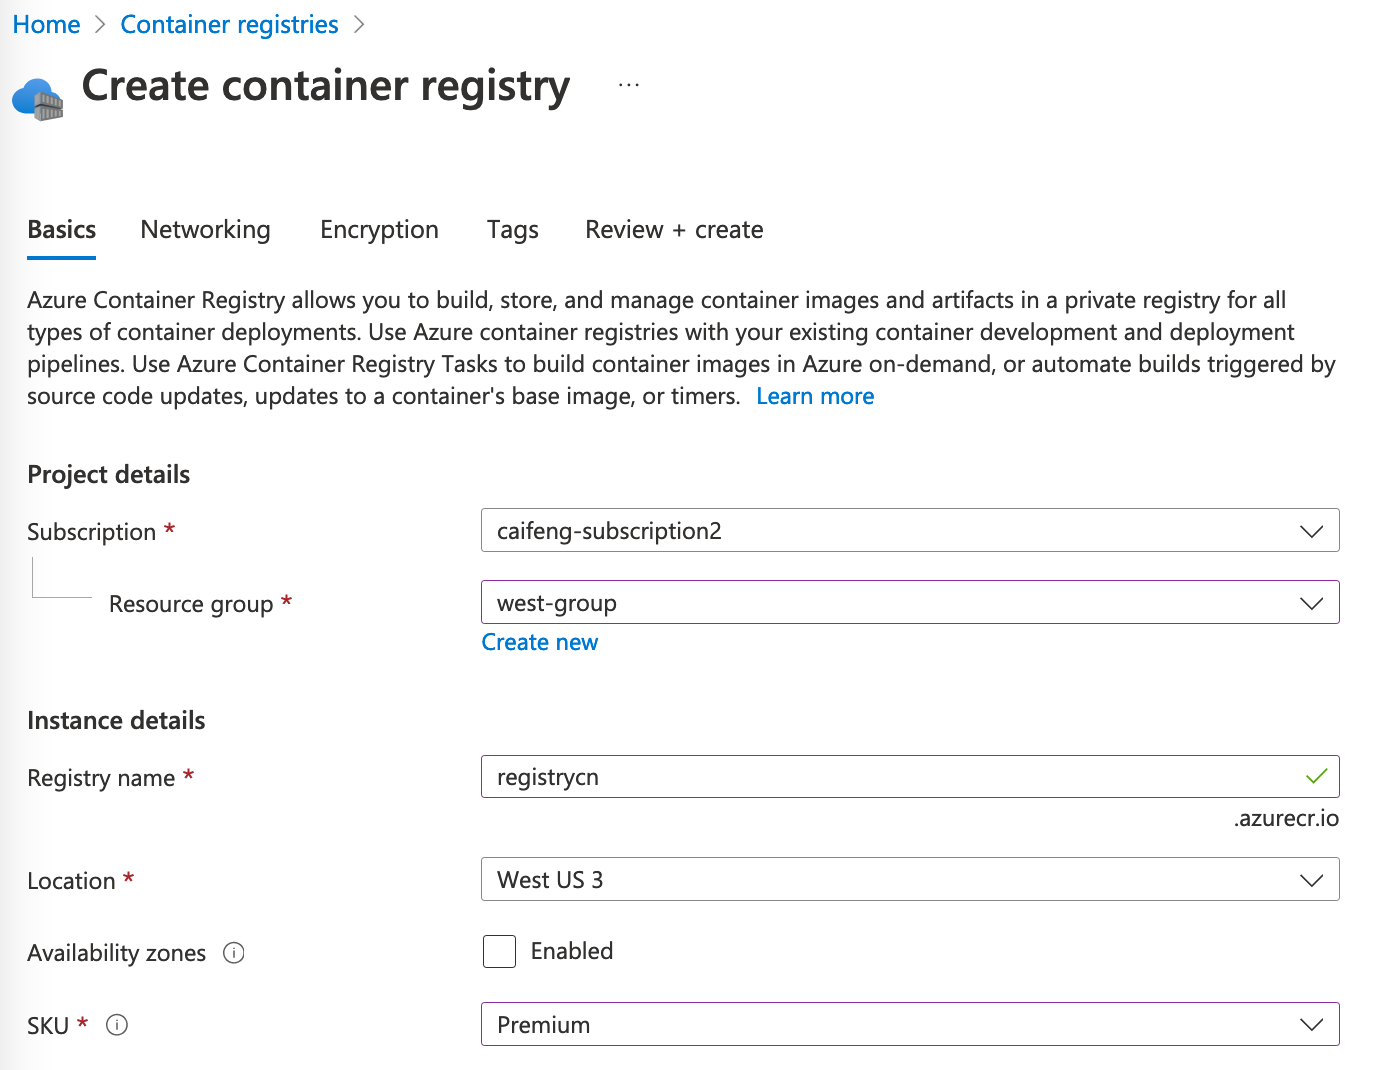 Home > Container registries >
Create container registry ...
Basics Networking Encryption Tags Review + create
Azure Container Registry allows you to build, store, and manage container images and artifacts in a private registry for all
types of container deployments. Use Azure container registries with your existing container development and deployment
pipelines. Use Azure Container Registry Tasks to build container images in Azure on-demand, or automate builds triggered by
source code updates, updates to a container's base image, or timers. Learn more
Project details
Subscription * caifeng-subscription2
Resource group * west-group
Create new
Instance details
Registry name * registrycn
.azurecr.io
Location * West US 3
Availability zones Enabled
SKU * Premium